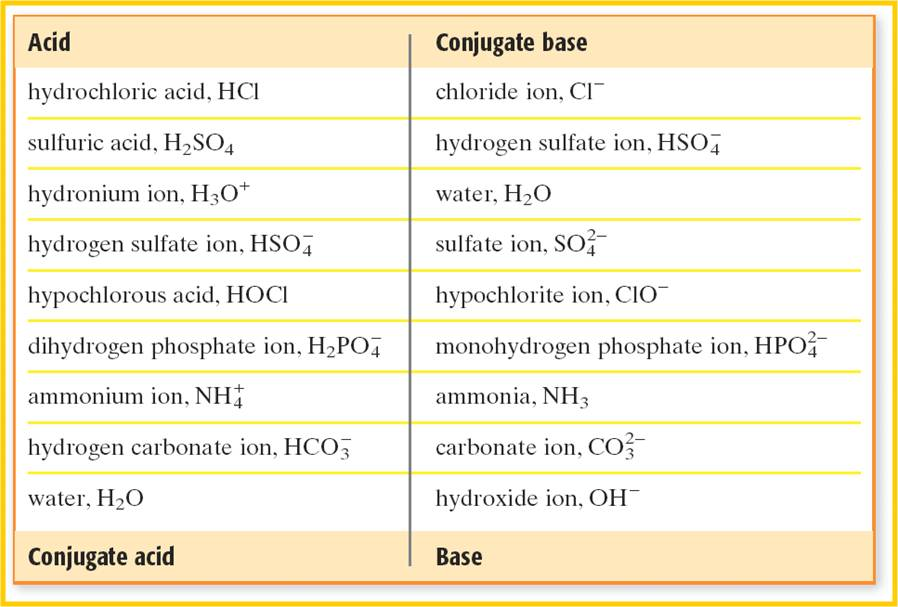 Acid Conjugate base
hydrochloric acid, HCl chloride ion, Cl⁻
sulfuric acid, H₂SO₄ hydrogen sulfate ion, HSO₄⁻
hydronium ion, H₃O⁺ water, H₂O
hydrogen sulfate ion, HSO₄⁻ sulfate ion, SO₄²⁻
hypochlorous acid, HOCl hypochlorite ion, ClO⁻
dihydrogen phosphate ion, H₂PO₄⁻ monohydrogen phosphate ion, HPO₄²⁻
ammonium ion, NH₄⁺ ammonia, NH₃
hydrogen carbonate ion, HCO₃⁻ carbonate ion, CO₃²⁻
water, H₂O hydroxide ion, OH⁻
Conjugate acid Base